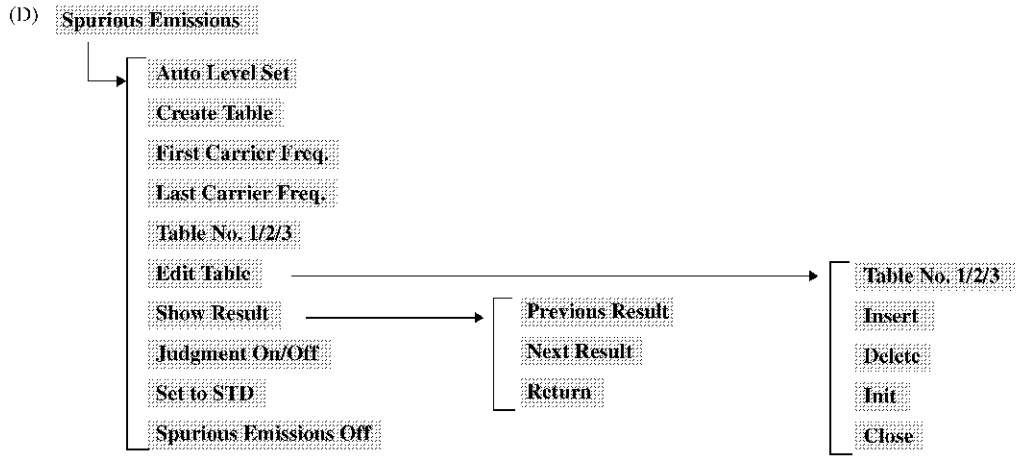 (D) Spurious Emissions
Auto Level Set
Create Table
First Carrier Freq.
Last Carrier Freq.
Table No. 1/2/3
Edit Table
Show Result
Judgment On/Off
Set to STD
Spurious Emissions Off
Previous Result
Next Result
Return
Table No. 1/2/3
Insert
Delete
Init
Close